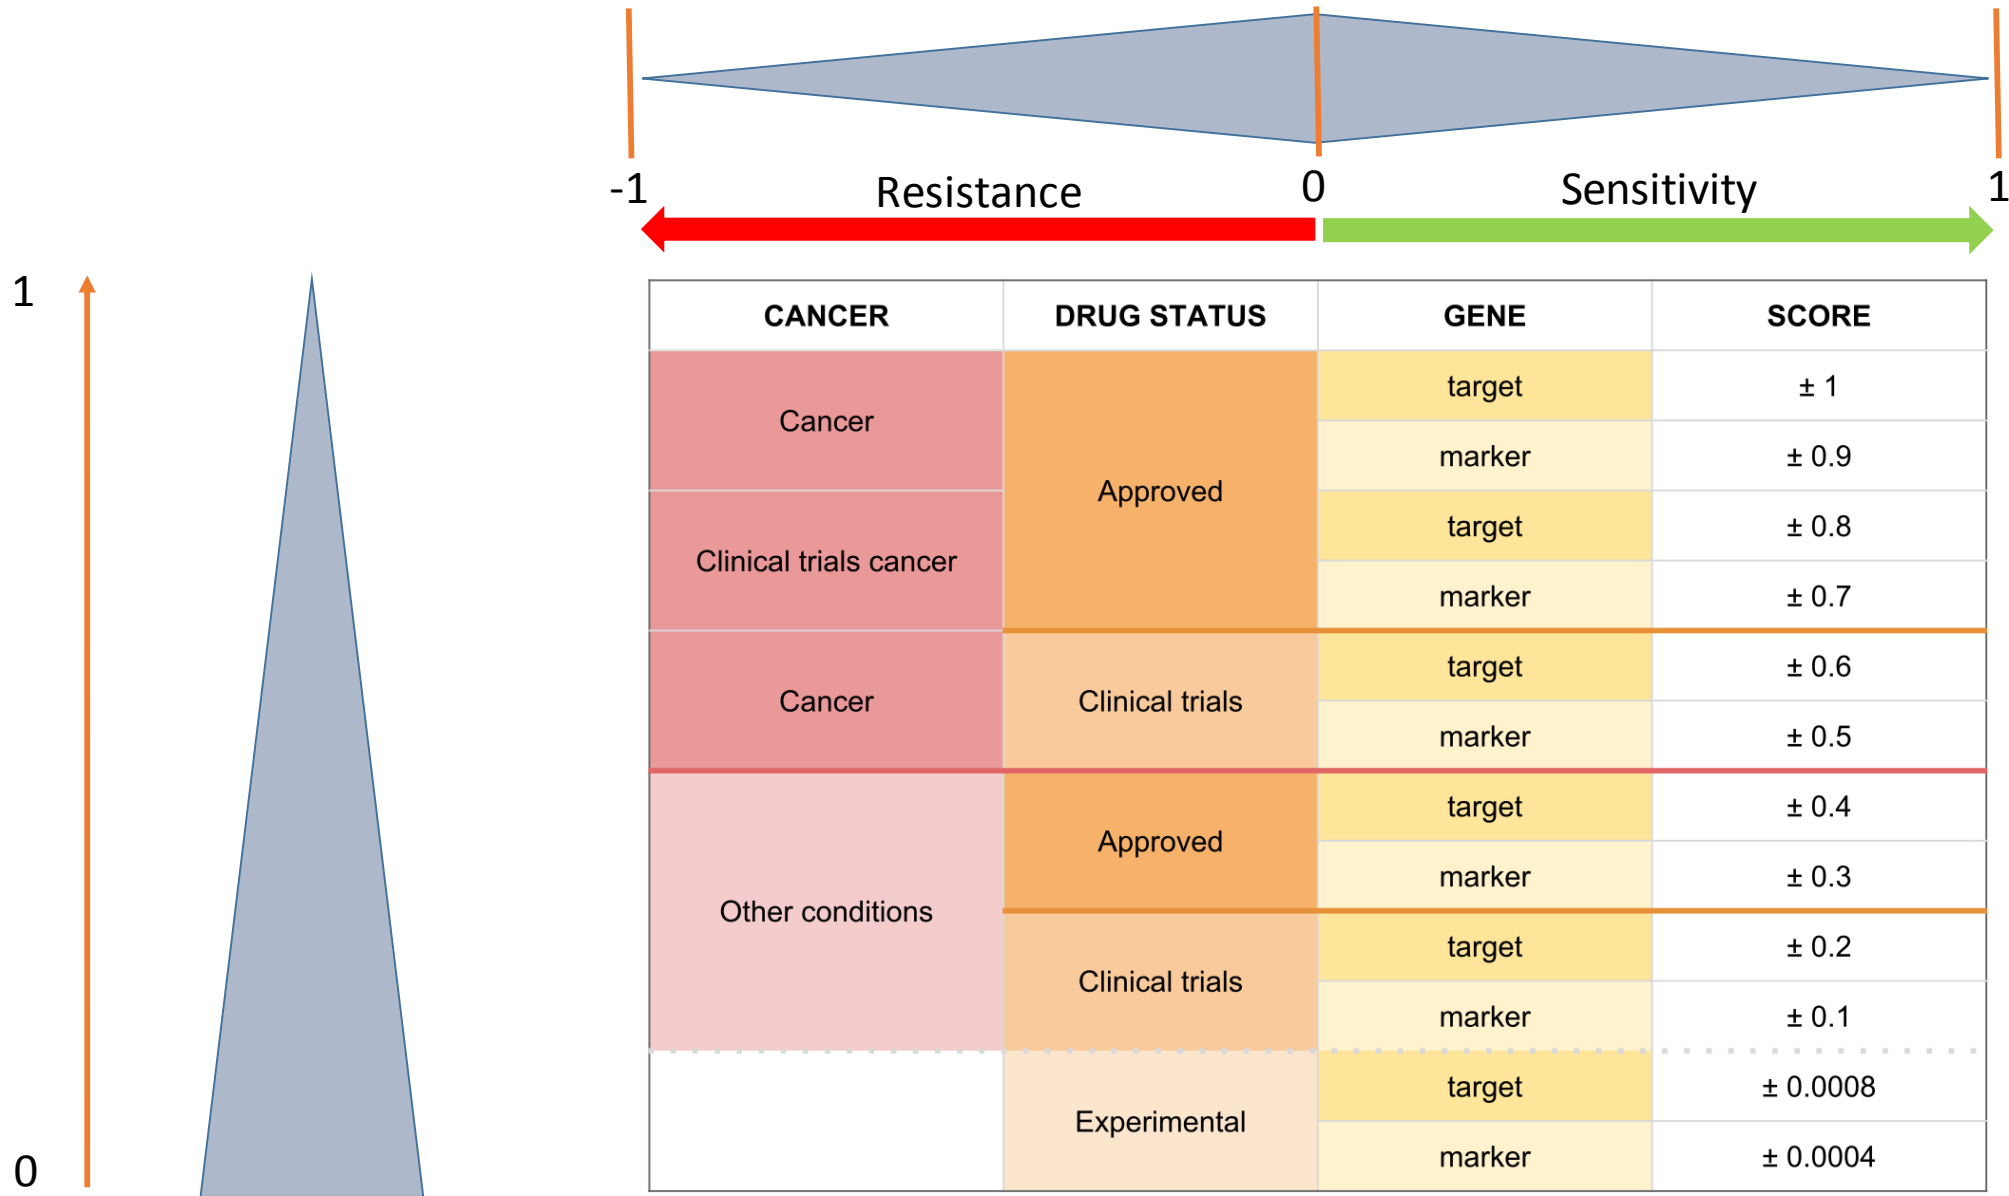 -1 Resistance 0 Sensitivity 1
1
CANCER DRUG STATUS GENE SCORE
Cancer Approved target ± 1
marker ± 0.9
Clinical trials cancer target ± 0.8
marker ± 0.7
Cancer Clinical trials target ± 0.6
marker ± 0.5
Other conditions Approved target ± 0.4
marker ± 0.3
Clinical trials target ± 0.2
marker ± 0.1
Experimental target ± 0.0008
marker ± 0.0004
0